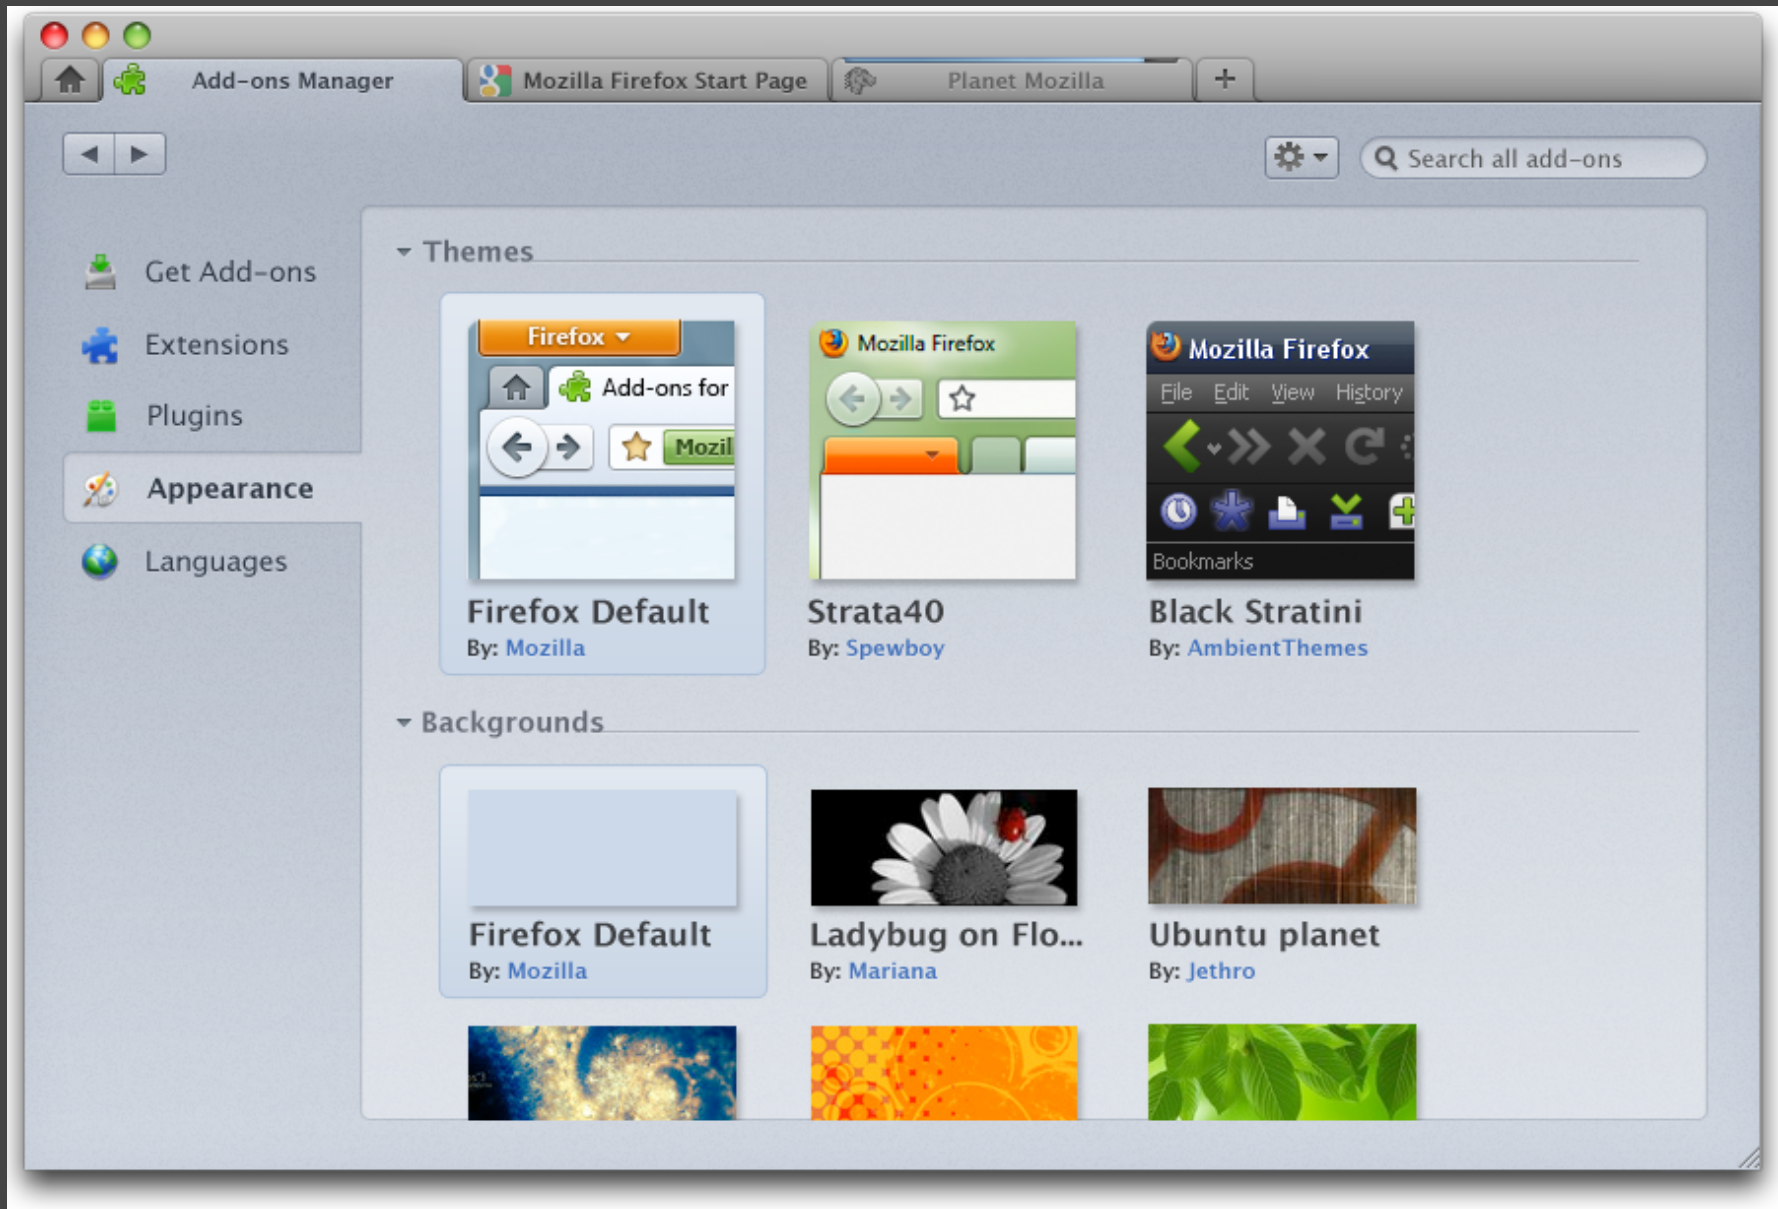 Add-ons Manager
Mozilla Firefox Start Page
Planet Mozilla
Search all add-ons
Get Add-ons
Extensions
Plugins
Appearance
Languages
Themes
Firefox
Add-ons for
Firefox Default
By: Mozilla
Mozilla Firefox
Strata40
By: Spewboy
Mozilla Firefox
File Edit View History
Bookmarks
Black Stratini
By: AmbientThemes
Backgrounds
Firefox Default
By: Mozilla
Ladybug on Flo...
By: Mariana
Ubuntu planet
By: Jethro